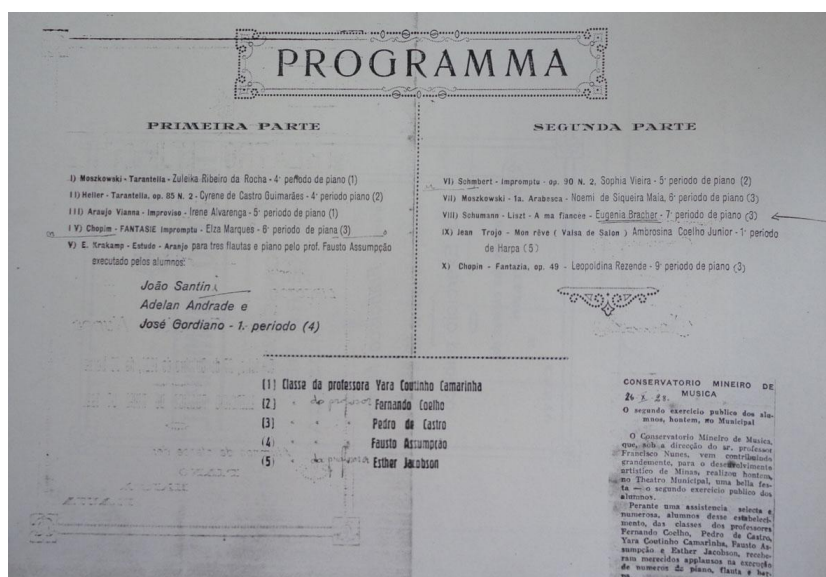 PROGRAMMA
PRIMEIRA PARTE
I) Moszkowski - Tarantella - Zuleika Ribeiro da Rocha - 4º periodo de piano (1)
II) Heller - Tarantella, op. 85 N. 2 - Cyrene de Castro Guimarães - 4º periodo de piano (2)
III) Araujo Vianna - Improviso - Irene Alvarenga - 5º periodo de piano (1)
IV) Chopim - FANTASIE Impromptu - Elza Marques - 6º periodo de piano (3)
V) E. Krakamp - Estudo - Aranjo para tres flautas e piano pelo prof. Fausto Assumpção
executado pelos alumnos:
João Santin
Adelan Andrade e
José Gordiano - 1. periodo (4)
SEGUNDA PARTE
VI) Schmbert - Impromptu - op. 90 N. 2, Sophia Vieira - 5º periodo de piano (2)
VII) Moszkowski - 1a. Arabesca - Noemi de Siqueira Maia, 6º periodo de piano (3)
VIII) Schumann - Liszt - A ma fiancée - Eugenia Bracher - 7º periodo de piano (3)
IX) Jean Trojo - Mon rêve ( Valsa de Salon ) Ambrosina Coelho Junior - 1º periodo
de Harpa (5)
X) Chopin - Fantazia, op. 49 - Leopoldina Rezende - 9º periodo de piano (3)
(1) Classe da professora Yara Coutinho Camarinha
(2) " do professor Fernando Coelho
(3) " " " Pedro de Castro
(4) " " " Fausto Assumpção
(5) " da professora Esther Jacobson
CONSERVATORIO MINEIRO DE
MUSICA
O segundo exercicio publico dos alu-
mnos, hontem, no Municipal
O Conservatorio Mineiro de Musica,
que, sob a direcção do sr. professor
Francisco Nunes, vem contribuindo
grandemente, para o desenvolvimento
artistico de Minas, realizou hontem,
no Theatro Municipal, uma bella fes-
ta — o segundo exercicio publico dos
alumnos.
Perante uma assistencia selecta e
numerosa, alumnos desse estabeleci-
mento, das classes dos professores
Fernando Coelho, Pedro de Castro,
Yara Coutinho Camarinha, Fausto As-
sumpção e Esther Jacobson, recebe-
ram merecidos applausos na execução
de numeros de piano, flauta e har-